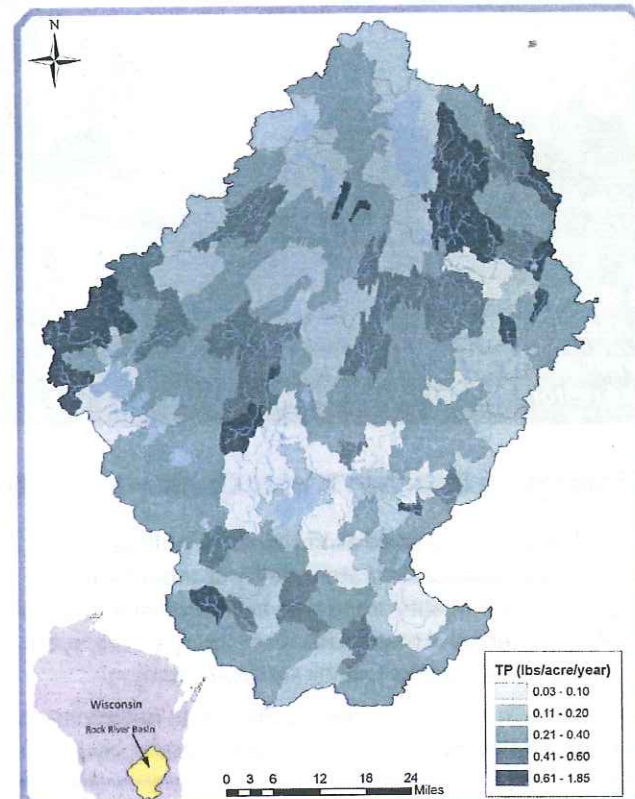 N
TP (lbs/acre/year)
0.03 - 0.10
0.11 - 0.20
0.21 - 0.40
0.41 - 0.60
0.61 - 1.85
Wisconsin
Rock River Basin
0 3 6 12 18 24
Miles